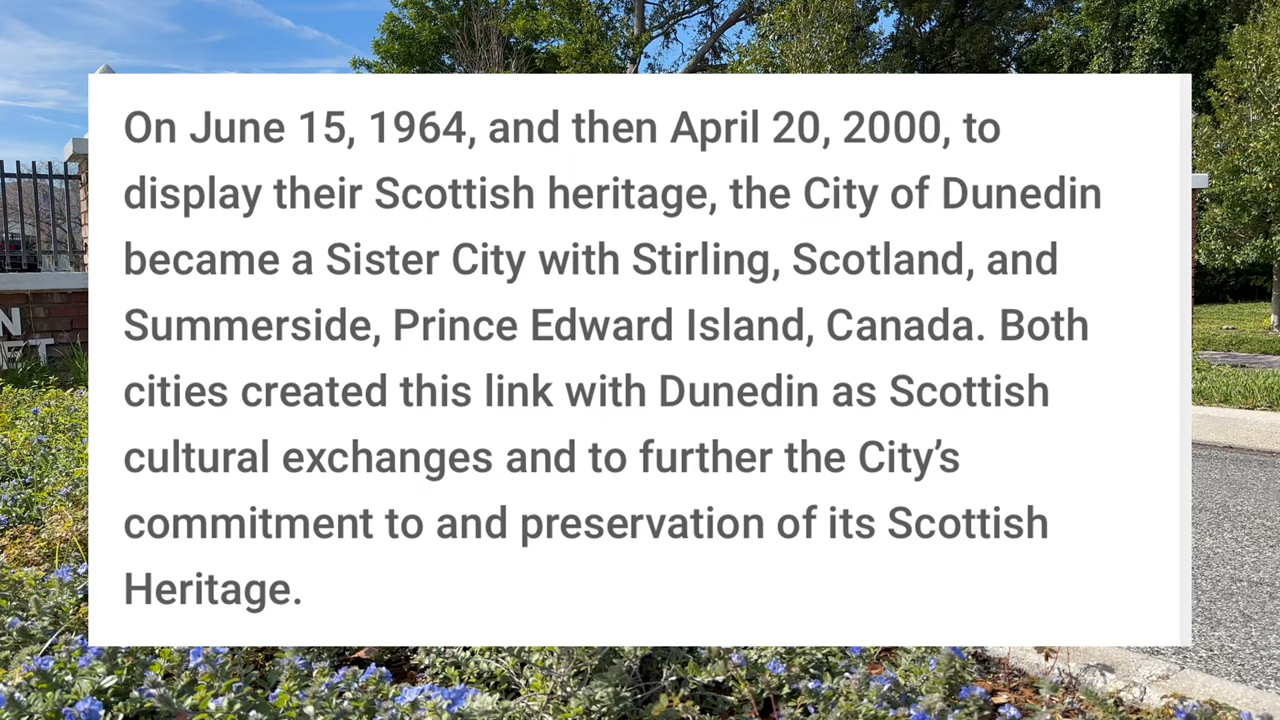 On June 15, 1964, and then April 20, 2000, to
display their Scottish heritage, the City of Dunedin
became a Sister City with Stirling, Scotland, and
Summerside, Prince Edward Island, Canada. Both
cities created this link with Dunedin as Scottish
cultural exchanges and to further the City’s
commitment to and preservation of its Scottish
Heritage.